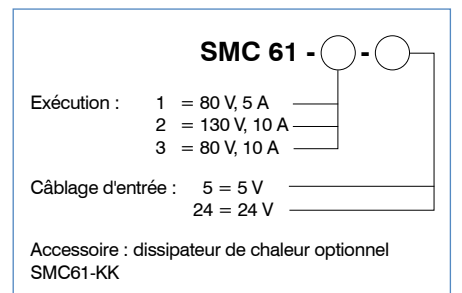 SMC 61 - -
Exécution : 1 = 80 V, 5 A
2 = 130 V, 10 A
3 = 80 V, 10 A
Câblage d'entrée : 5 = 5 V
24 = 24 V
Accessoire : dissipateur de chaleur optionnel
SMC61-KK